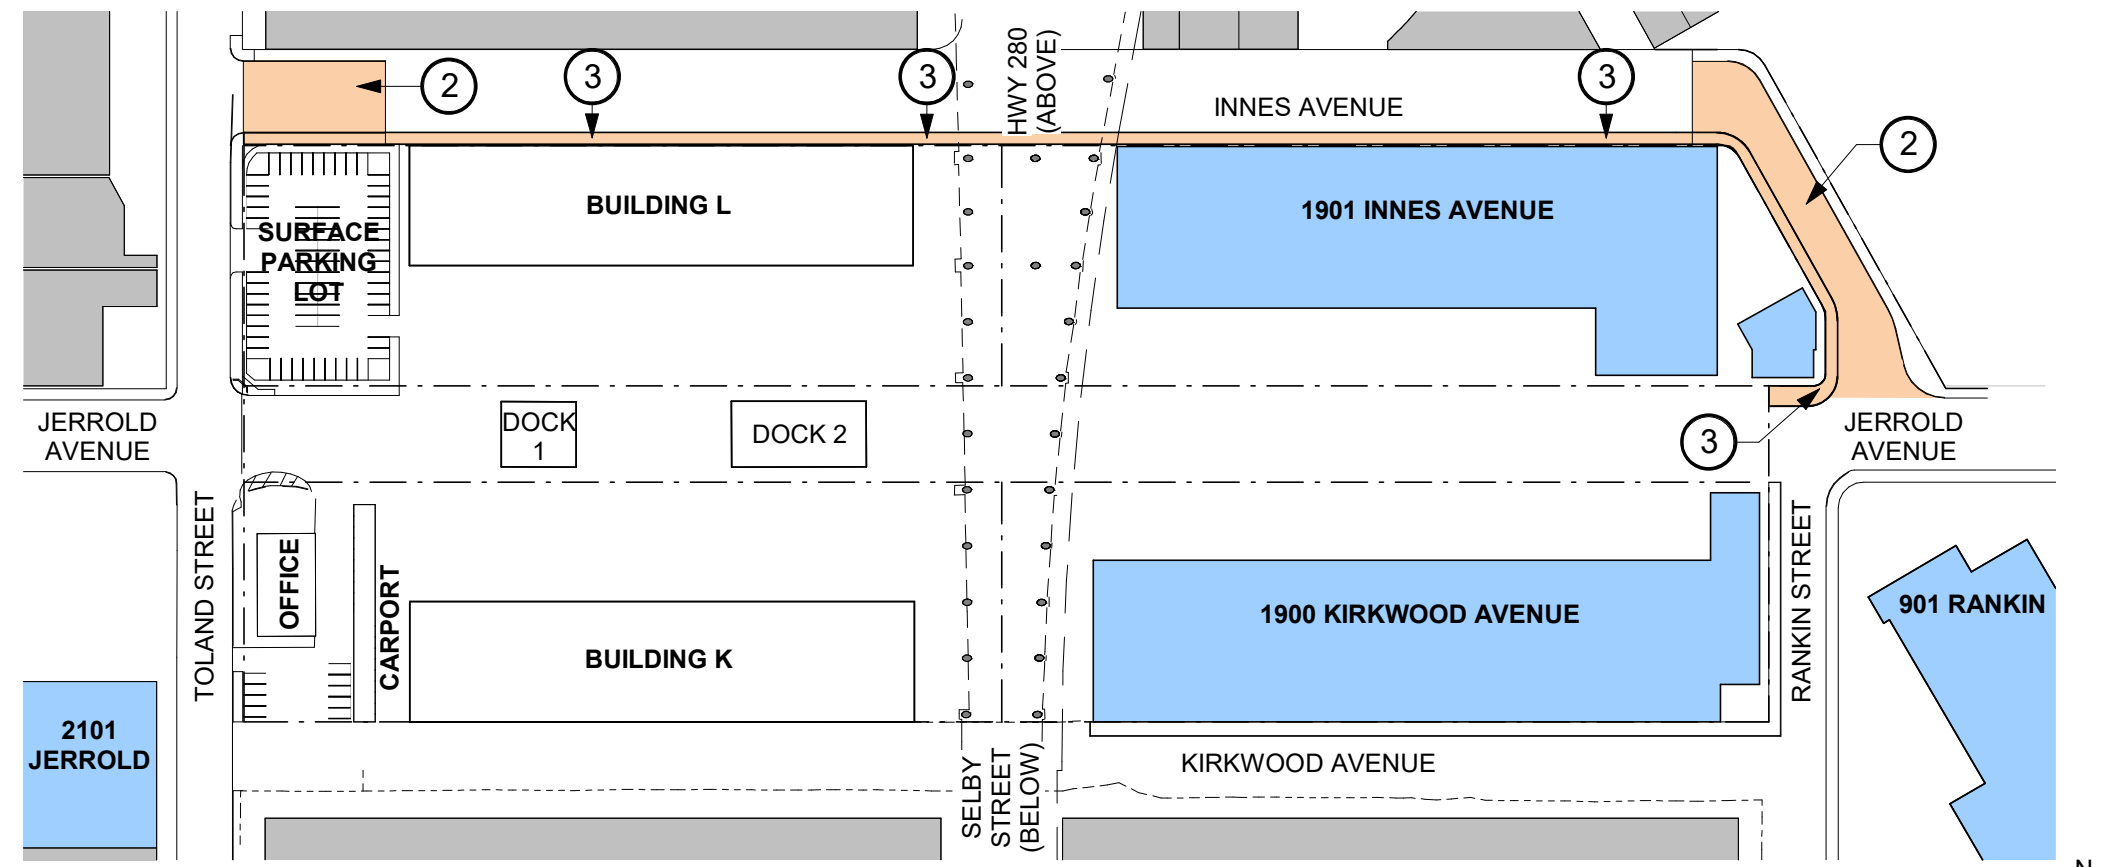 HWY 280
(ABOVE)
2
3
3
3
INNES AVENUE
2
BUILDING L
1901 INNES AVENUE
SURFACE
PARKING
LOT
JERROLD
AVENUE
DOCK
1
DOCK 2
3
JERROLD
AVENUE
TOLAND STREET
OFFICE
CARPORT
BUILDING K
1900 KIRKWOOD AVENUE
RANKIN STREET
901 RANKIN
2101
JERROLD
SELBY
STREET
(BELOW)
KIRKWOOD AVENUE
N